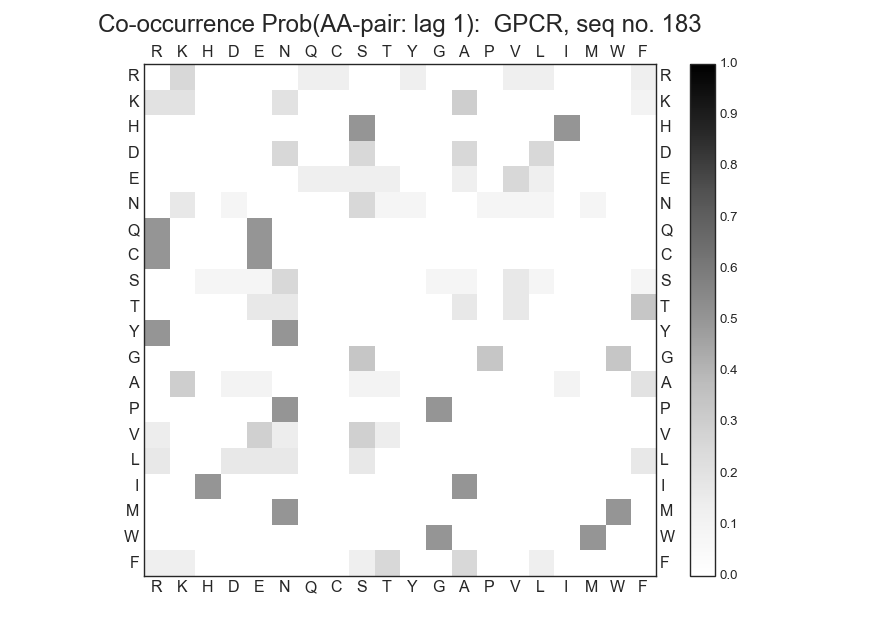 Co-occurrence Prob(AA-pair: lag 1):  GPCR, seq no. 183
R K H D E N Q C S T Y G A P V L I M W F
R R 1.0
K K 0.9
H H
D D 0.8
E E
N N 0.7
Q Q 0.6
C C
S S 0.5
T T
Y Y
G G 0.4
A A
P P 0.3
V V
L L 0.2
I I
M M 0.1
W W
F F 0.0
R K H D E N Q C S T Y G A P V L I M W F